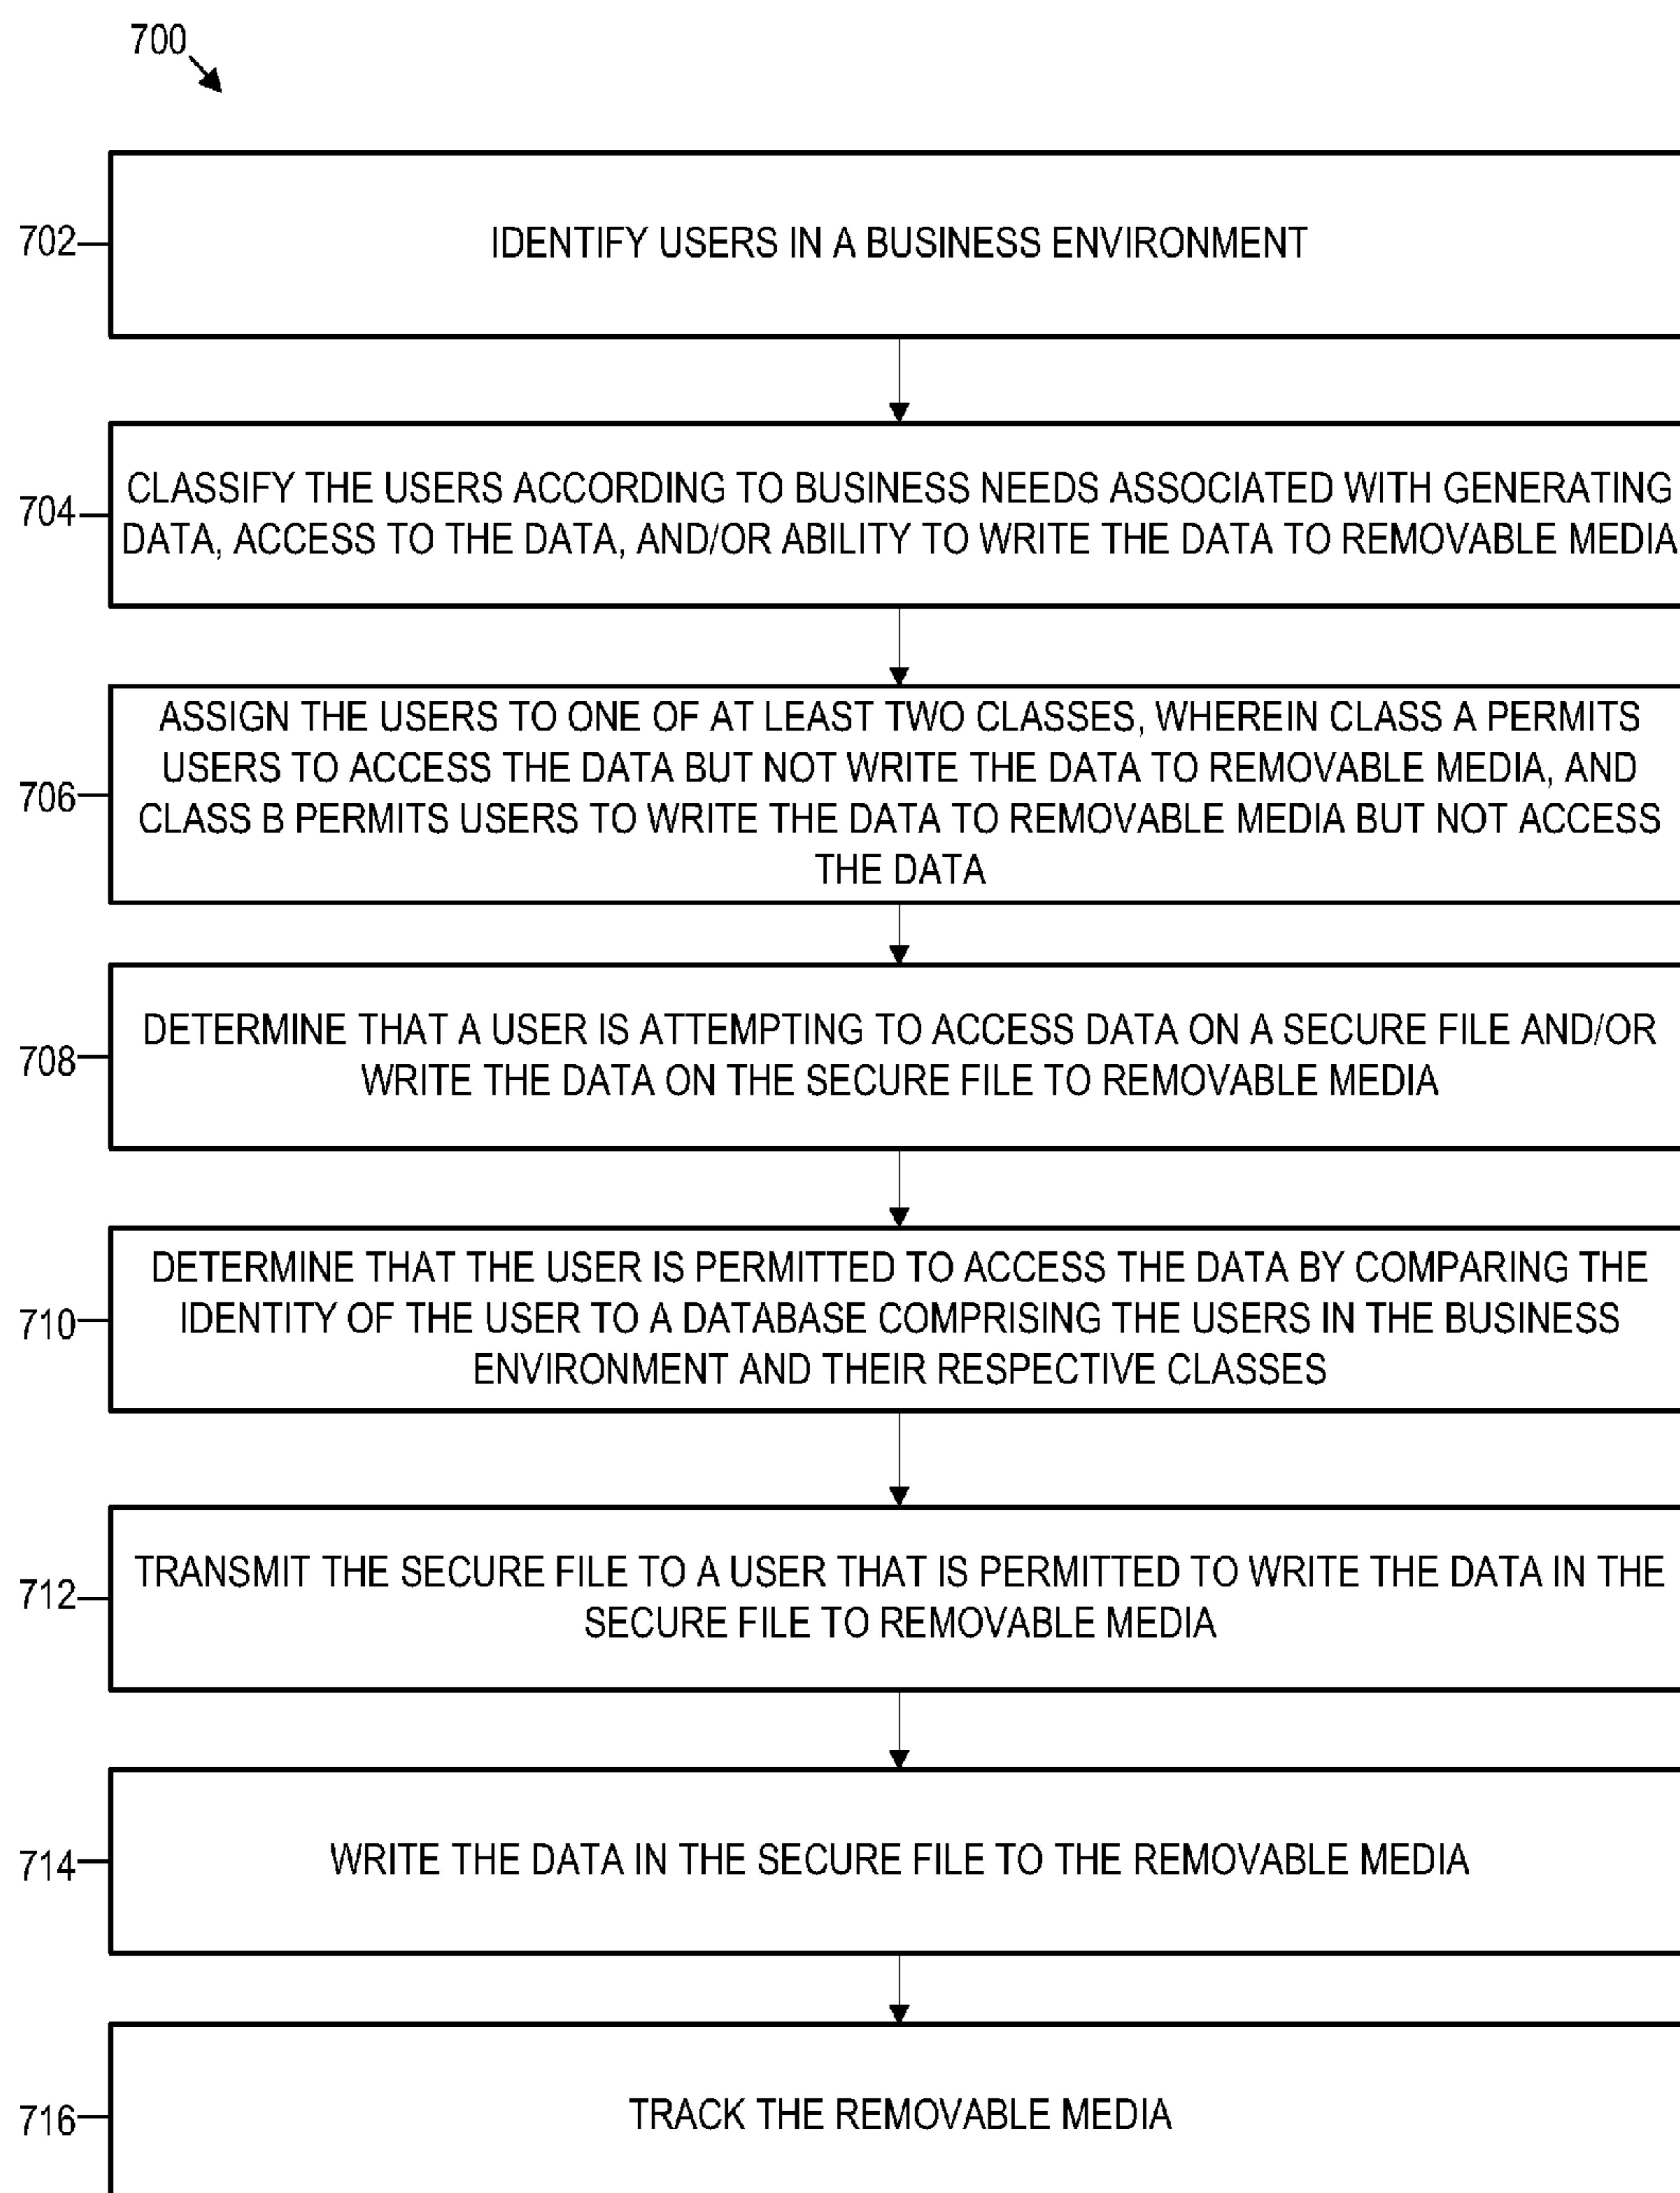 700
702
IDENTIFY USERS IN A BUSINESS ENVIRONMENT
704
CLASSIFY THE USERS ACCORDING TO BUSINESS NEEDS ASSOCIATED WITH GENERATING
DATA, ACCESS TO THE DATA, AND/OR ABILITY TO WRITE THE DATA TO REMOVABLE MEDIA
706
ASSIGN THE USERS TO ONE OF AT LEAST TWO CLASSES, WHEREIN CLASS A PERMITS
USERS TO ACCESS THE DATA BUT NOT WRITE THE DATA TO REMOVABLE MEDIA, AND
CLASS B PERMITS USERS TO WRITE THE DATA TO REMOVABLE MEDIA BUT NOT ACCESS
THE DATA
708
DETERMINE THAT A USER IS ATTEMPTING TO ACCESS DATA ON A SECURE FILE AND/OR
WRITE THE DATA ON THE SECURE FILE TO REMOVABLE MEDIA
710
DETERMINE THAT THE USER IS PERMITTED TO ACCESS THE DATA BY COMPARING THE
IDENTITY OF THE USER TO A DATABASE COMPRISING THE USERS IN THE BUSINESS
ENVIRONMENT AND THEIR RESPECTIVE CLASSES
712
TRANSMIT THE SECURE FILE TO A USER THAT IS PERMITTED TO WRITE THE DATA IN THE
SECURE FILE TO REMOVABLE MEDIA
714
WRITE THE DATA IN THE SECURE FILE TO THE REMOVABLE MEDIA
716
TRACK THE REMOVABLE MEDIA